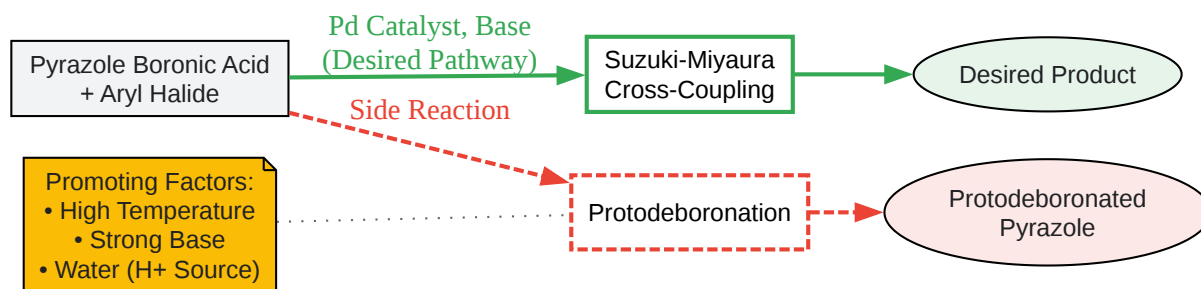 Pd Catalyst, Base
(Desired Pathway)
Pyrazole Boronic Acid
+ Aryl Halide
Suzuki-Miyaura
Cross-Coupling
Desired Product
Side Reaction
Promoting Factors:
• High Temperature
• Strong Base
• Water (H+ Source)
Protodeboronation
Protodeboronated
Pyrazole